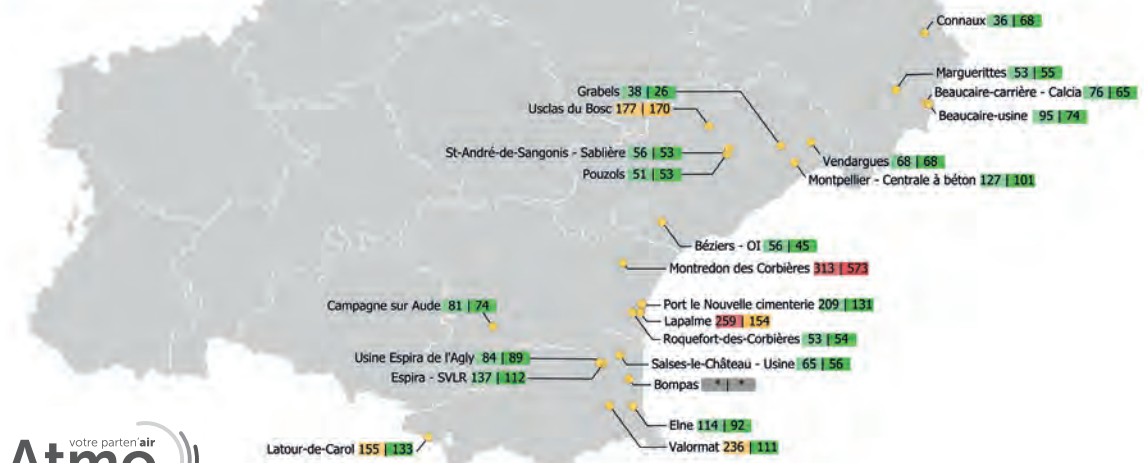 Connaux 36 | 68
Marguerittes 53 | 55
Beaucaire-carrière - Calcia 76 | 65
Beaucaire-usine 95 | 74
Grabels 38 | 26
Usclas du Bosc 177 | 170
St-André-de-Sangonis - Sablière 56 | 53
Pouzols 51 | 53
Vendargues 68 | 68
Montpellier - Centrale à béton 127 | 101
Béziers - OI 56 | 45
Montredon des Corbières 313 | 573
Campagne sur Aude 81 | 74
Port le Nouvelle cimenterie 209 | 131
Lapalme 259 | 154
Roquefort-des-Corbières 53 | 54
Usine Espira de l'Agly 84 | 89
Salses-le-Château - Usine 65 | 56
Espira - SVLR 137 | 112
Bompas * | *
Elne 114 | 92
Valormat 236 | 111
Latour-de-Carol 155 | 133
votre parten'air
Atmo